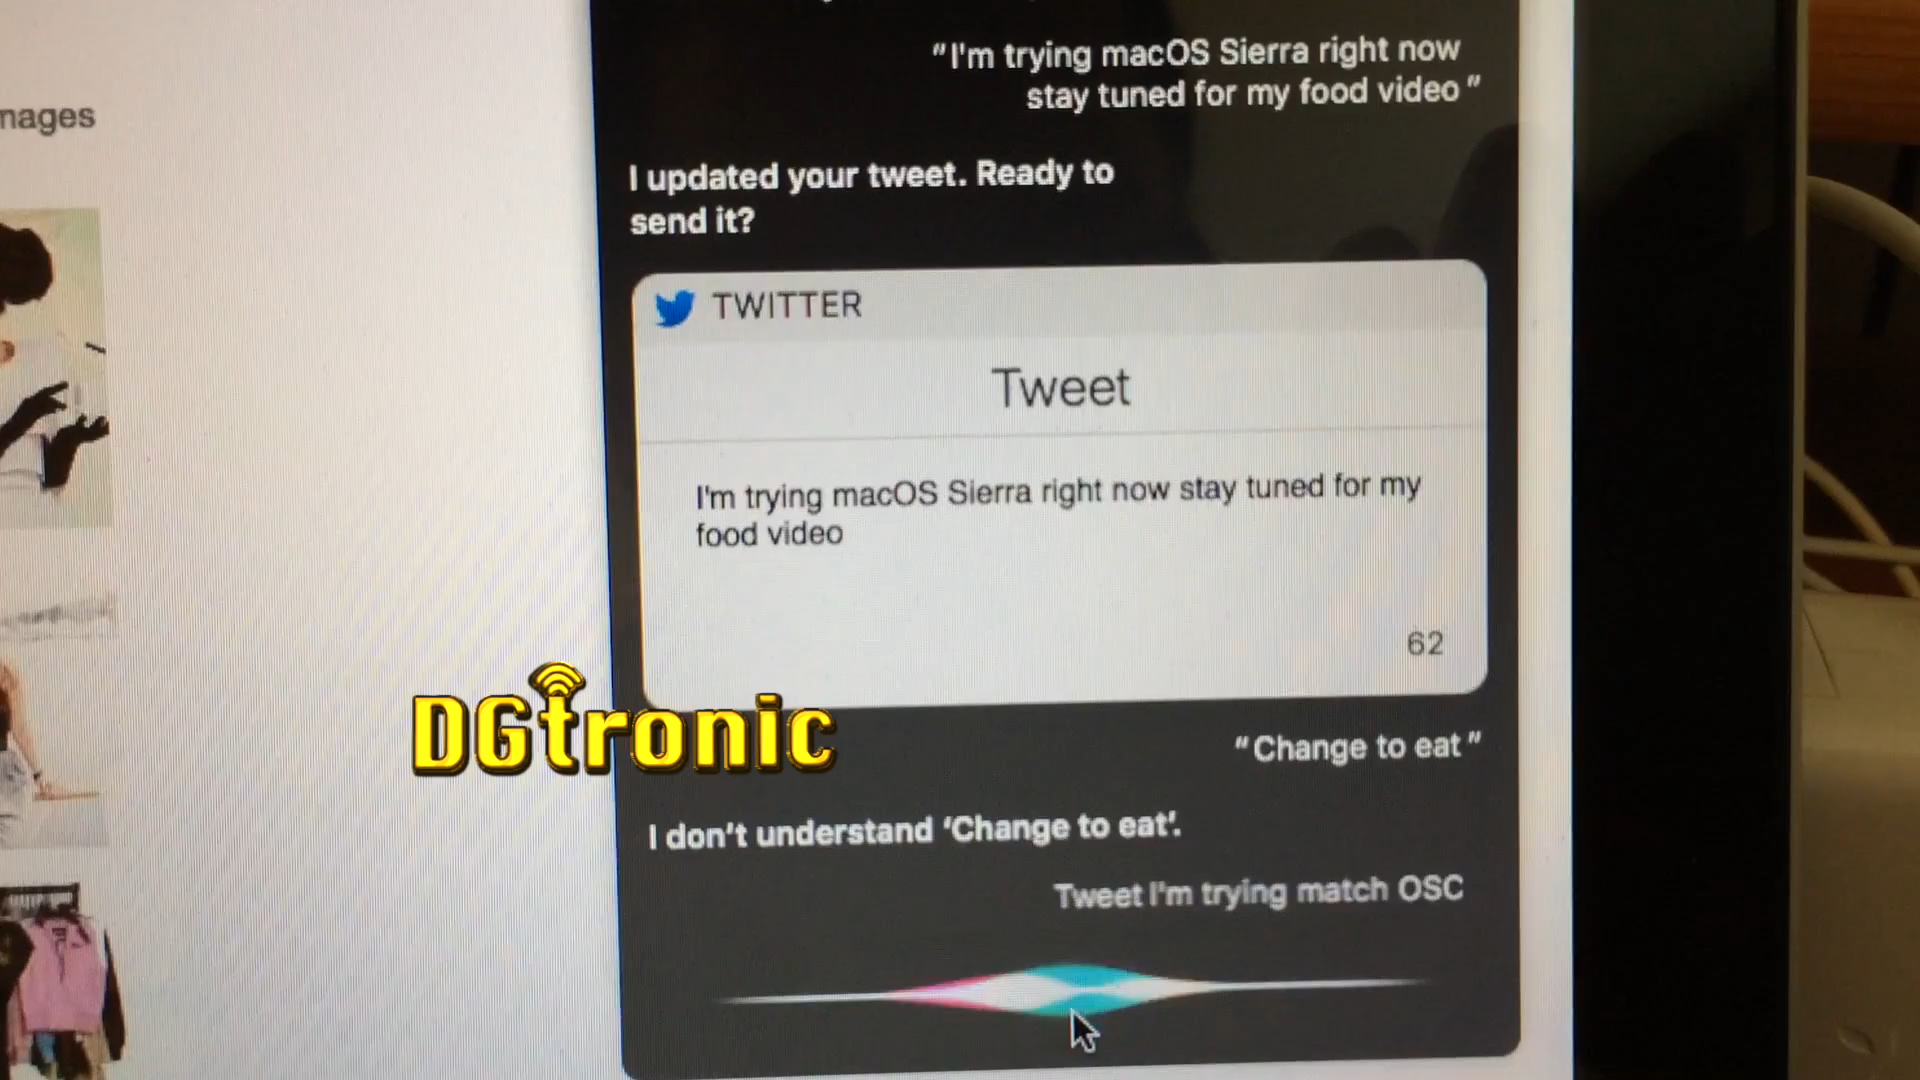 "I'm trying macOS Sierra right now
stay tuned for my food video"
nages
I updated your tweet. Ready to
send it?
TWITTER
Tweet
I'm trying macOS Sierra right now stay tuned for my
food video
62
DGtronic
"Change to eat"
I don't understand 'Change to eat'.
Tweet I'm trying match OSC